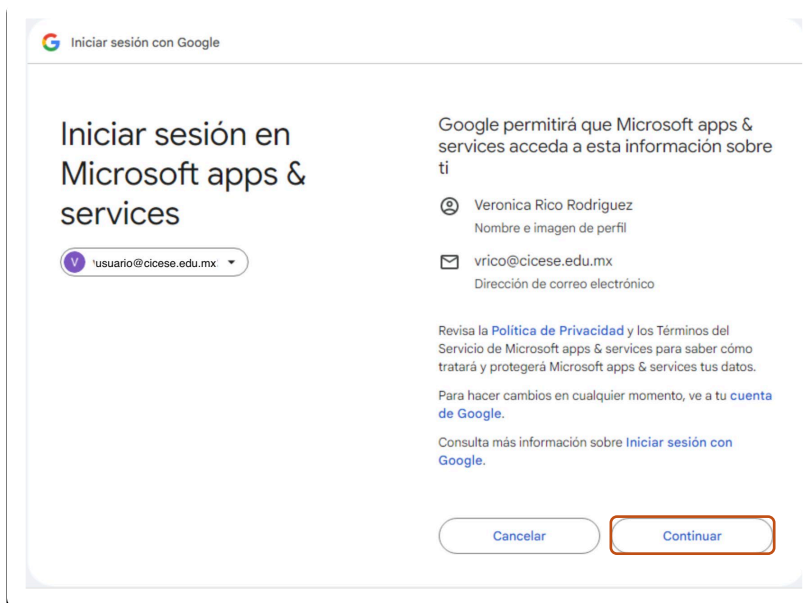 Iniciar sesión con Google
Iniciar sesión en
Microsoft apps &
services
V usuario@cicese.edu.mx
Google permitirá que Microsoft apps &
services acceda a esta información sobre
ti
Veronica Rico Rodriguez
Nombre e imagen de perfil
vrico@cicese.edu.mx
Dirección de correo electrónico
Revisa la Política de Privacidad y los Términos del
Servicio de Microsoft apps & services para saber cómo
tratará y protegerá Microsoft apps & services tus datos.
Para hacer cambios en cualquier momento, ve a tu cuenta
de Google.
Consulta más información sobre Iniciar sesión con
Google.
Cancelar
Continuar